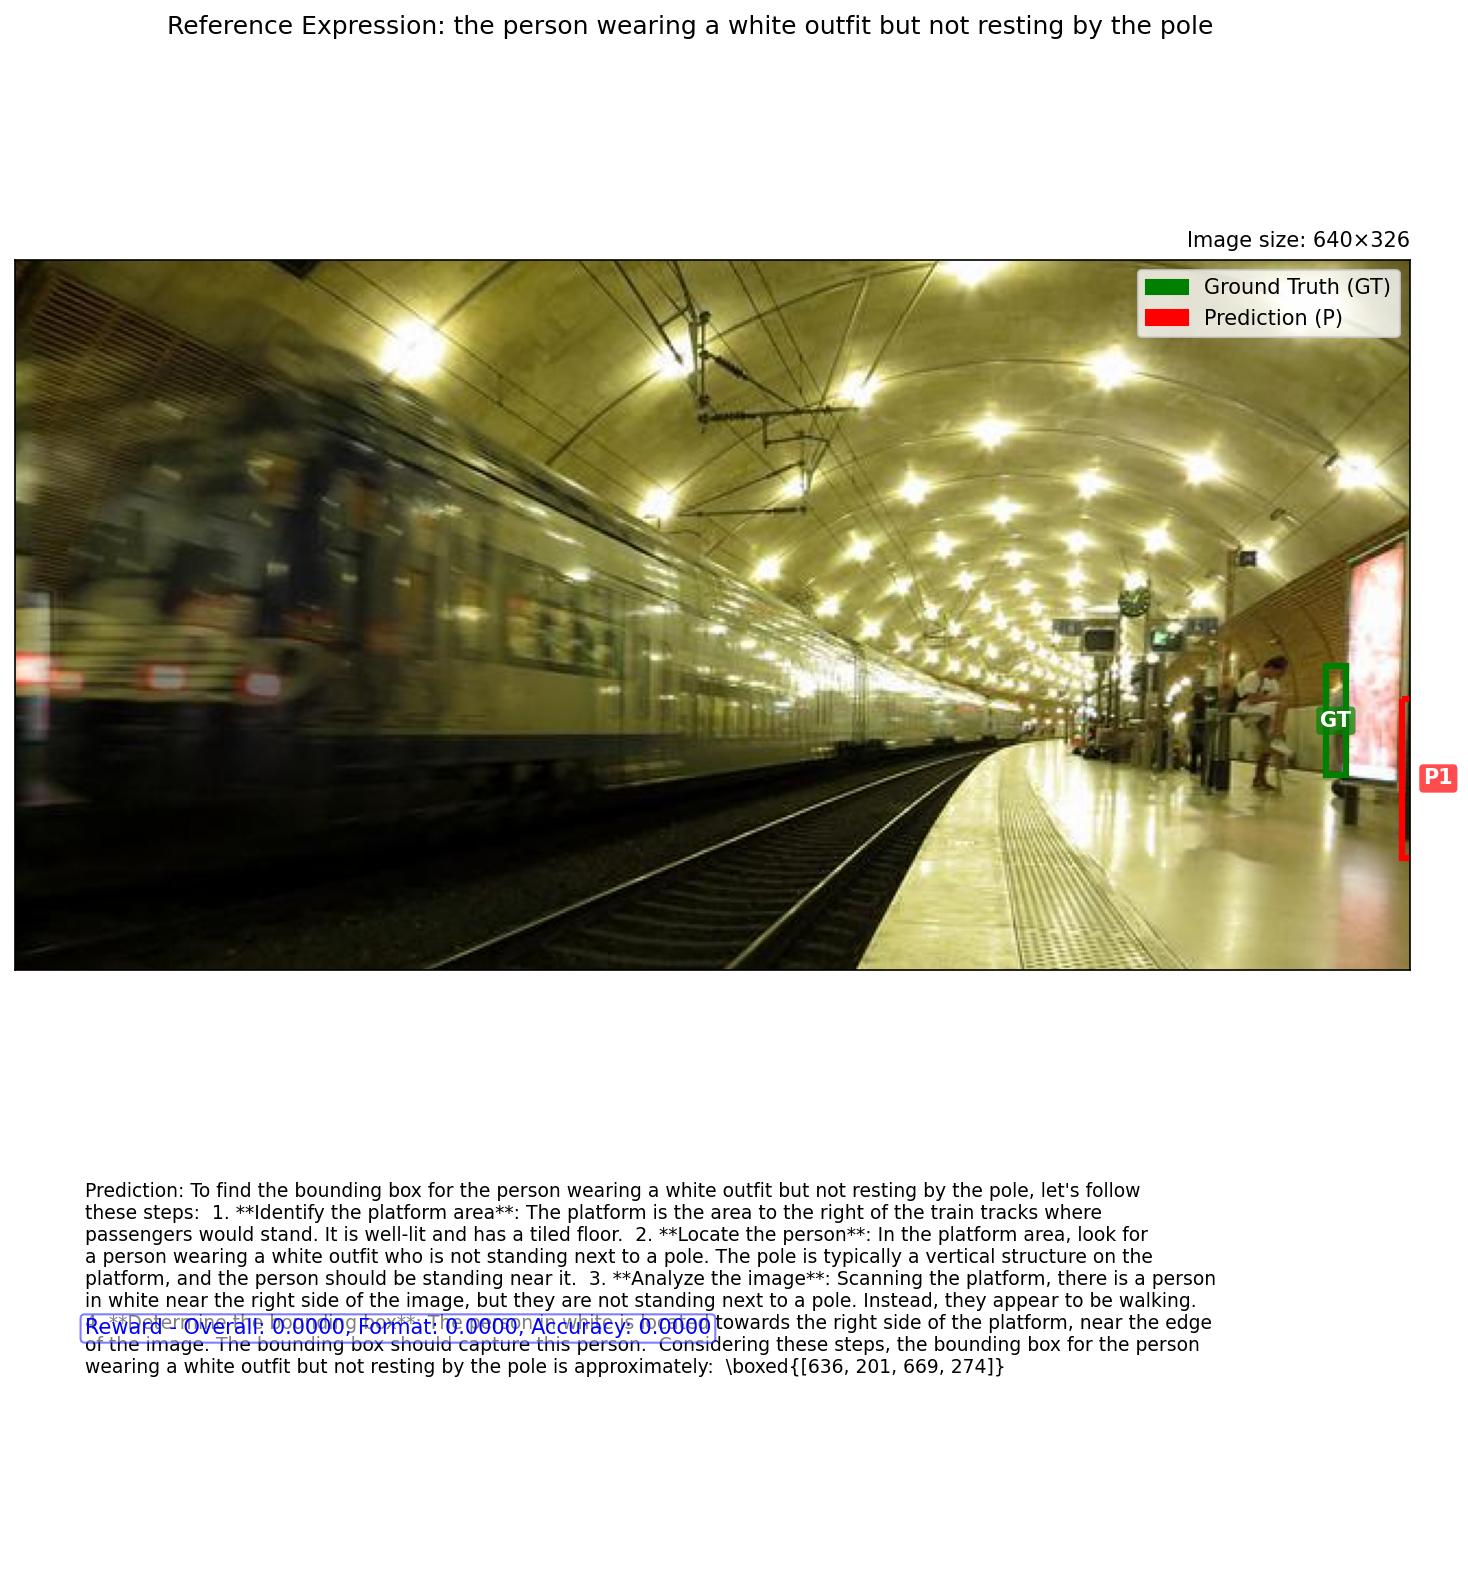 Reference Expression: the person wearing a white outfit but not resting by the pole
Image size: 640×326
Ground Truth (GT)
Prediction (P)
GT
P1
Prediction: To find the bounding box for the person wearing a white outfit but not resting by the pole, let's follow
these steps:  1. **Identify the platform area**: The platform is the area to the right of the train tracks where
passengers would stand. It is well-lit and has a tiled floor.  2. **Locate the person**: In the platform area, look for
a person wearing a white outfit who is not standing next to a pole. The pole is typically a vertical structure on the
platform, and the person should be standing near it.  3. **Analyze the image**: Scanning the platform, there is a person
in white near the right side of the image, but they are not standing next to a pole. Instead, they appear to be walking.
4. **Determine the bounding box**: The person in white is located towards the right side of the platform, near the edge
Reward - Overall: 0.0000, Format: 0.0000, Accuracy: 0.0000
of the image. The bounding box should capture this person.  Considering these steps, the bounding box for the person
wearing a white outfit but not resting by the pole is approximately:  \boxed{[636, 201, 669, 274]}